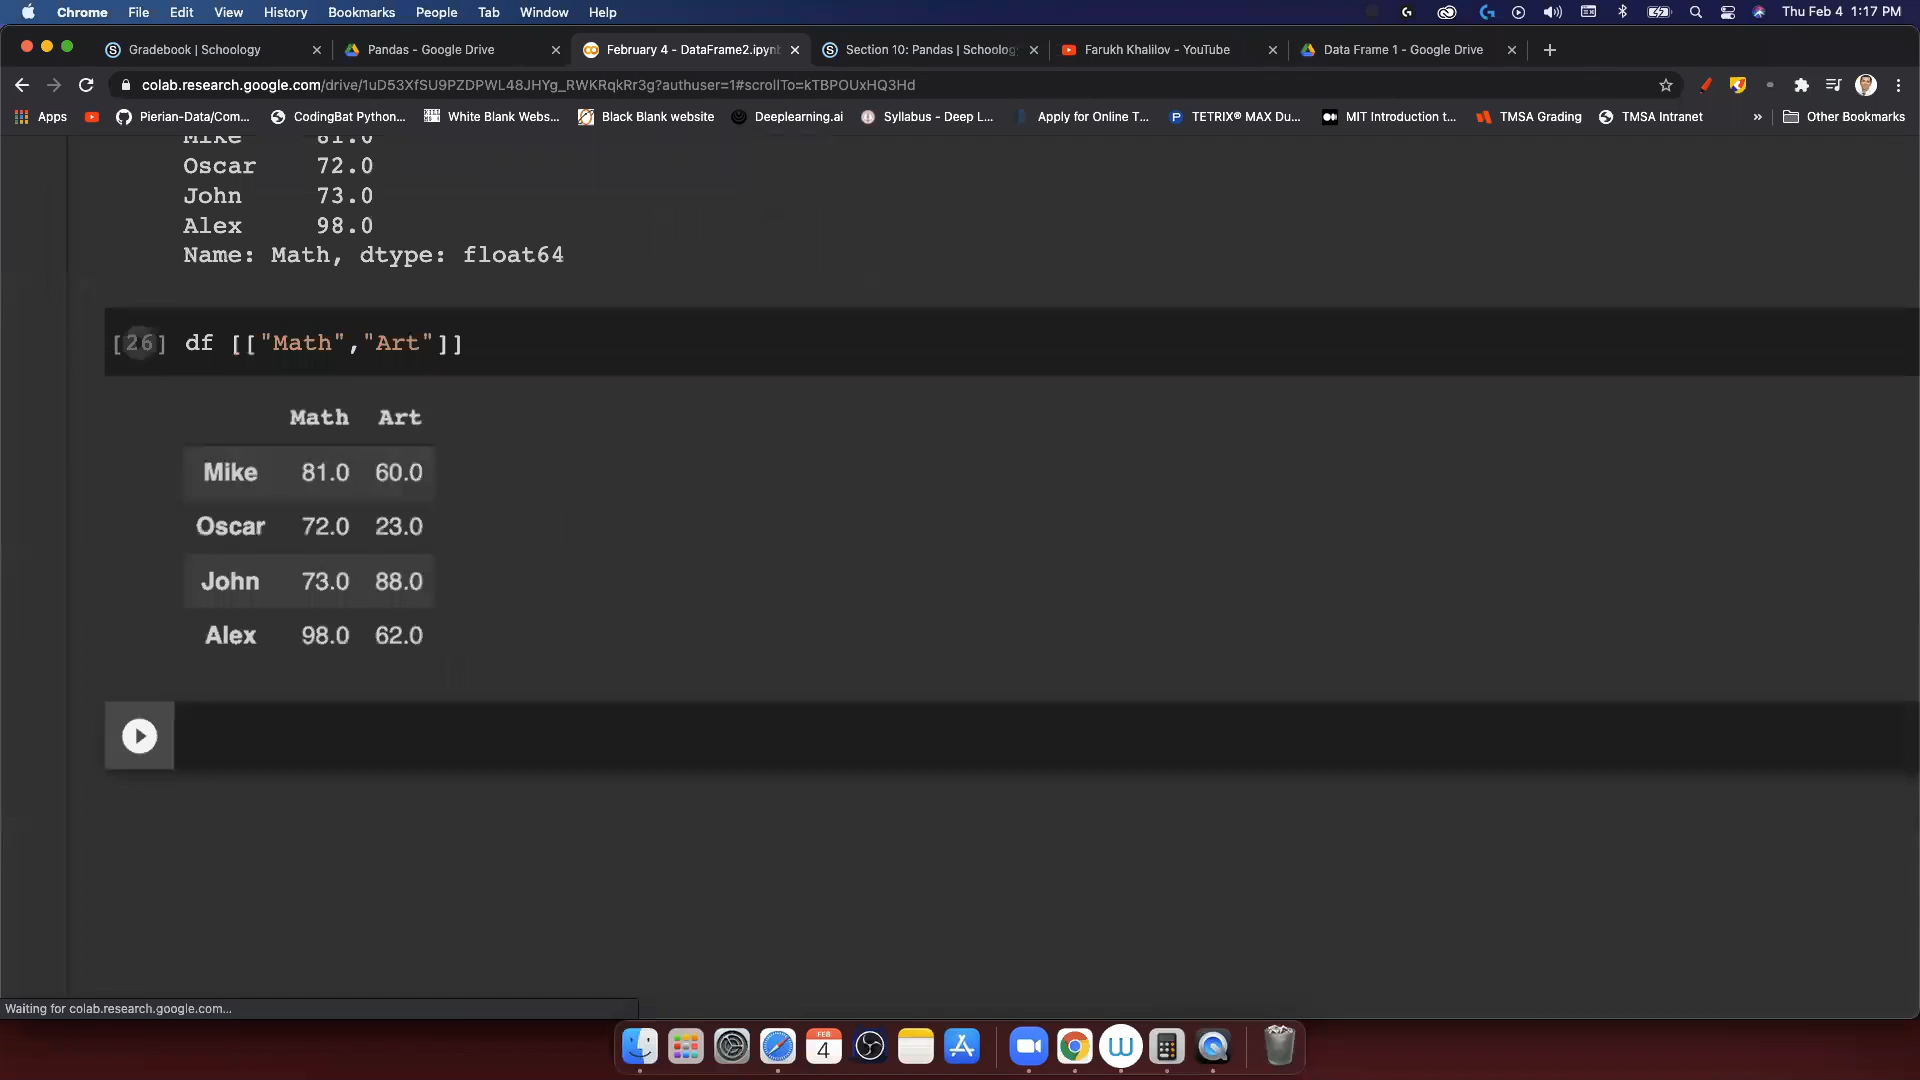 Chrome File Edit View History Bookmarks People Tab Window Help Thu Feb 4 1:17 PM
Gradebook | Schoology Pandas - Google Drive February 4 - DataFrame2.ipynb Section 10: Pandas | Schoolog Farukh Khalilov - YouTube Data Frame 1 - Google Drive
colab.research.google.com/drive/1uD53XfSU9PZDPWL48JHYg_RWKRqkRr3g?authuser=1#scrollTo=kTBPOUxHQ3Hd
Apps Pierian-Data/Com... CodingBat Python... White Blank Webs... Black Blank website Deeplearning.ai Syllabus - Deep L... Apply for Online T... TETRIX® MAX Du... MIT Introduction t... TMSA Grading TMSA Intranet » Other Bookmarks
Mike 81.0
Oscar 72.0
John 73.0
Alex 98.0
Name: Math, dtype: float64
[26] df [["Math","Art"]]
Math Art
Mike 81.0 60.0
Oscar 72.0 23.0
John 73.0 88.0
Alex 98.0 62.0
Waiting for colab.research.google.com...
FEB
4